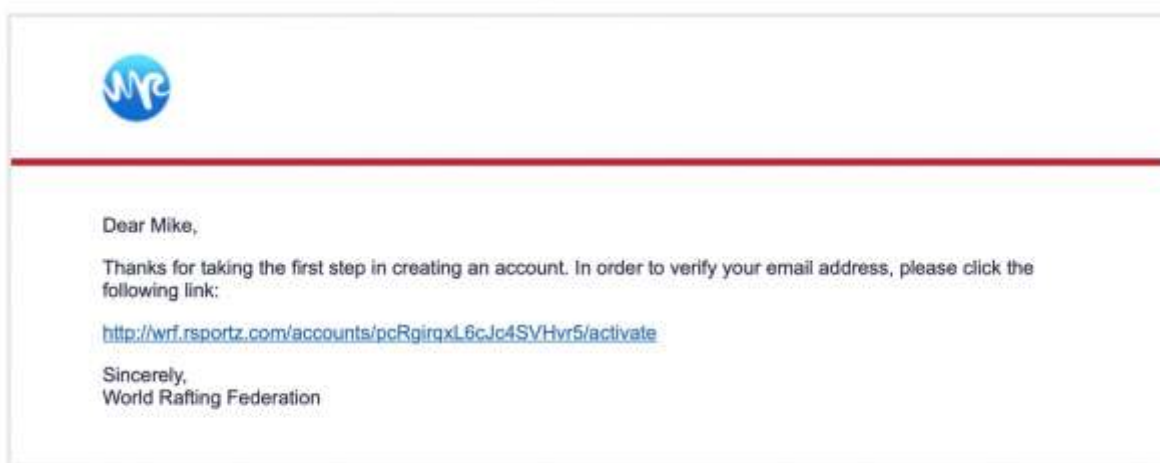 Dear Mike,
Thanks for taking the first step in creating an account. In order to verify your email address, please click the
following link:
http://wrf.rsportz.com/accounts/pcRgirqxL6cJc4SVHvr5/activate
Sincerely,
World Rafting Federation